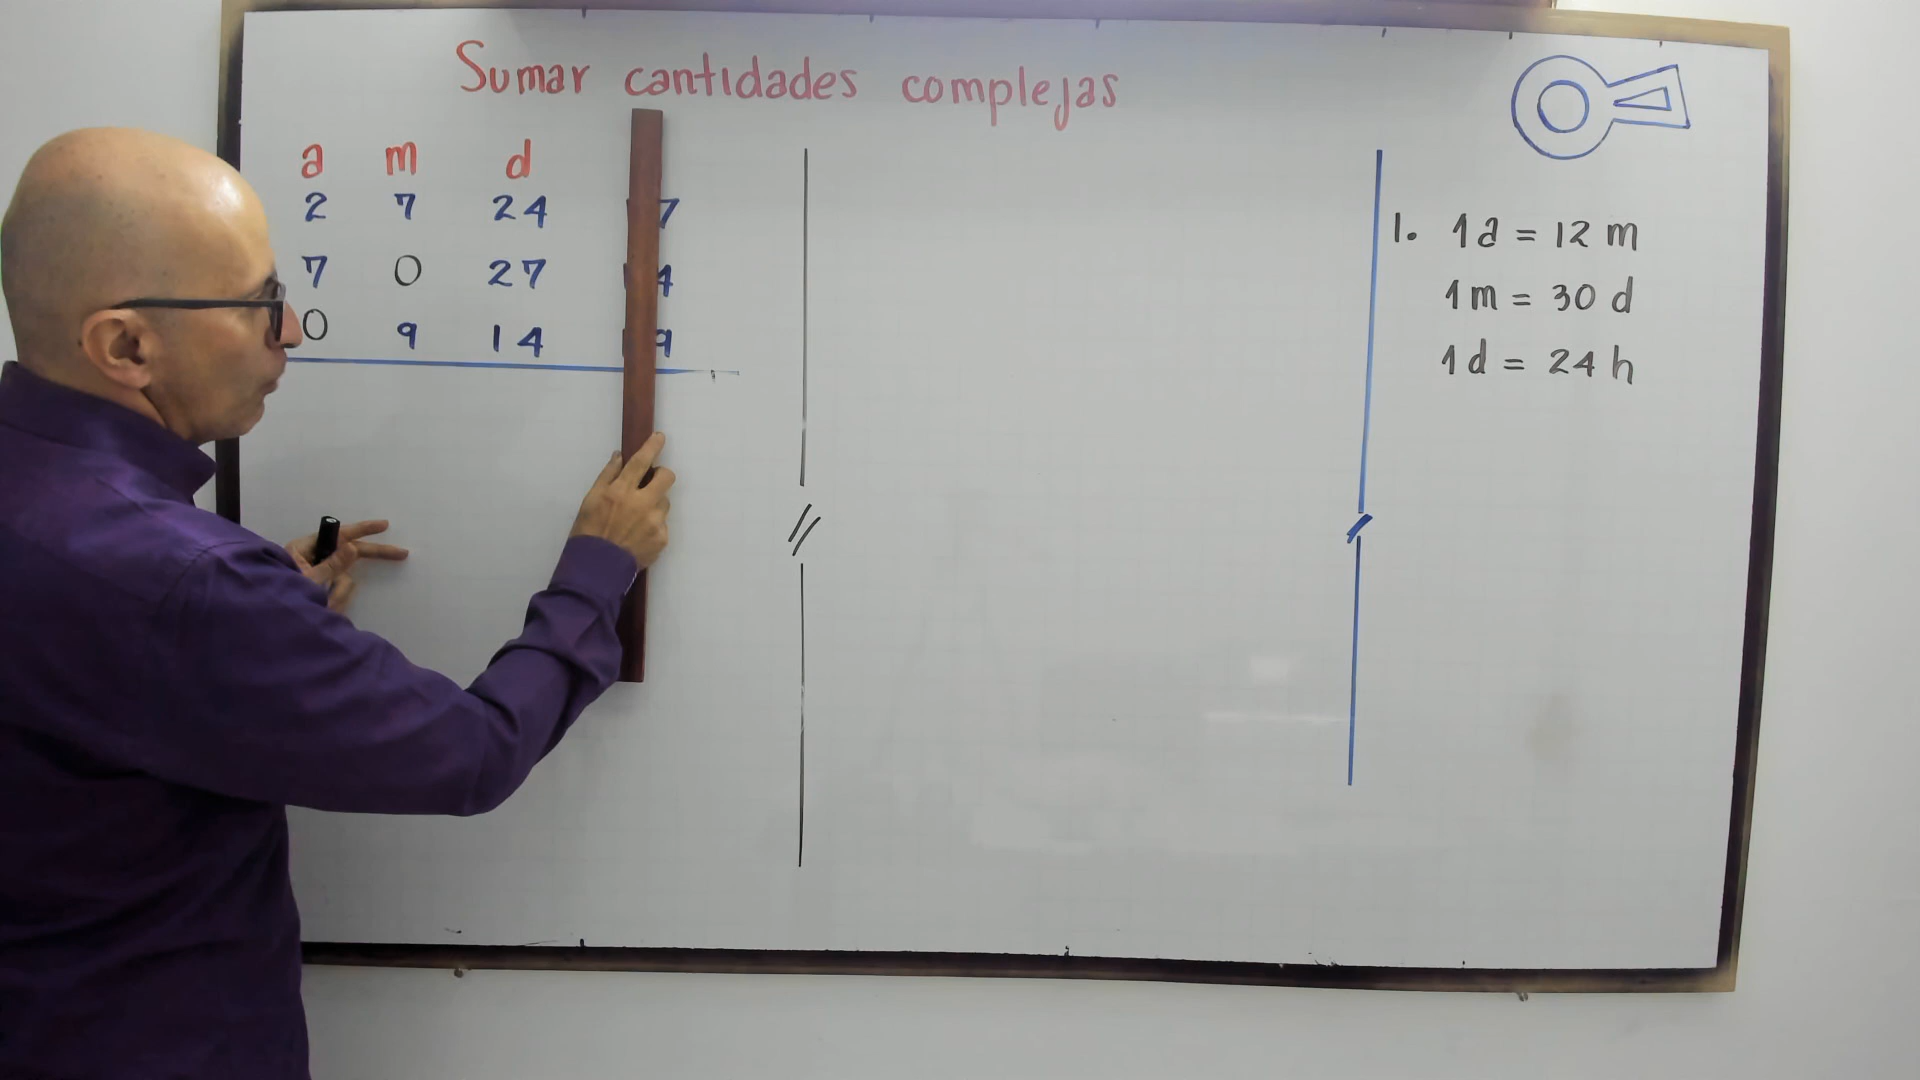 Sumar cantidades complejas
a m d
2 7 24 7
7 0 27 4
0 9 14 9
1. 1a = 12 m
1m = 30 d
1d = 24 h